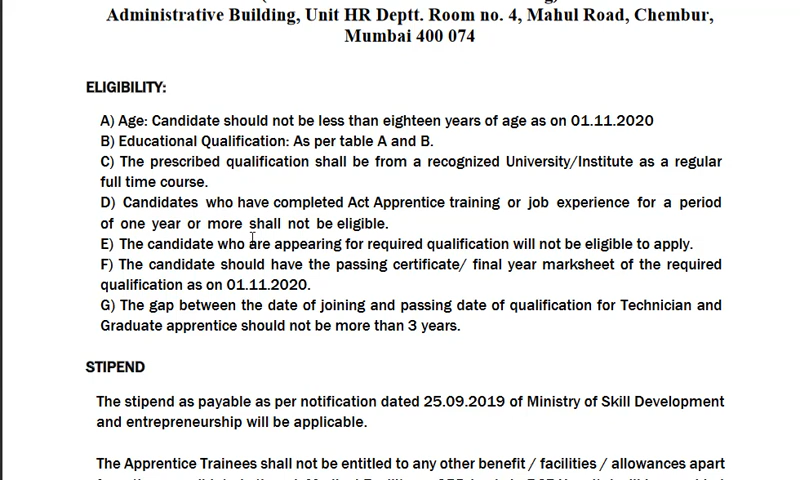 Administrative Building, Unit HR Deptt. Room no. 4, Mahul Road, Chembur,
Mumbai 400 074
ELIGIBILITY:
A) Age: Candidate should not be less than eighteen years of age as on 01.11.2020
B) Educational Qualification: As per table A and B.
C) The prescribed qualification shall be from a recognized University/Institute as a regular
full time course.
D) Candidates who have completed Act Apprentice training or job experience for a period
of one year or more shall not be eligible.
E) The candidate who are appearing for required qualification will not be eligible to apply.
F) The candidate should have the passing certificate/ final year marksheet of the required
qualification as on 01.11.2020.
G) The gap between the date of joining and passing date of qualification for Technician and
Graduate apprentice should not be more than 3 years.
STIPEND
The stipend as payable as per notification dated 25.09.2019 of Ministry of Skill Development
and entrepreneurship will be applicable.
The Apprentice Trainees shall not be entitled to any other benefit / facilities / allowances apart